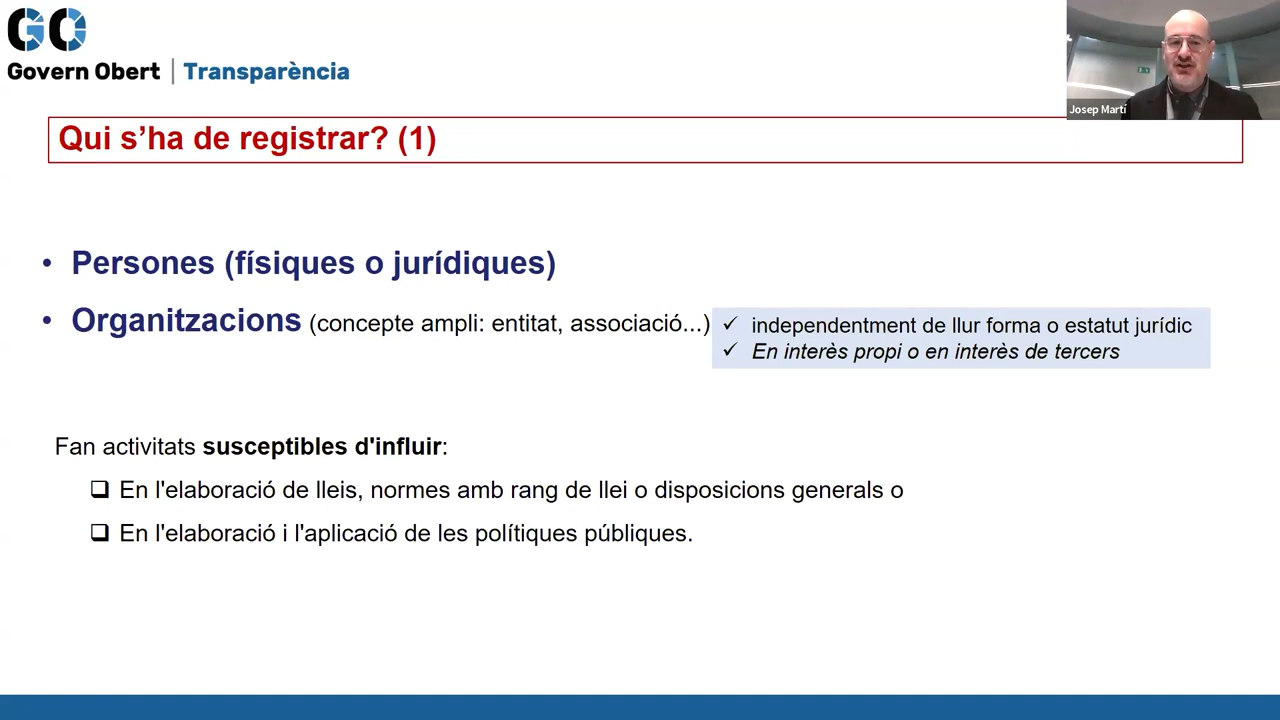 GO
Govern Obert | Transparència
Josep Martí
Qui s’ha de registrar? (1)
• Persones (físiques o jurídiques)
• Organitzacions (concepte ampli: entitat, associació...)
✓ independentment de llur forma o estatut jurídic
✓ En interès propi o en interès de tercers
Fan activitats susceptibles d'influir:
❑ En l'elaboració de lleis, normes amb rang de llei o disposicions generals o
❑ En l'elaboració i l'aplicació de les polítiques públiques.